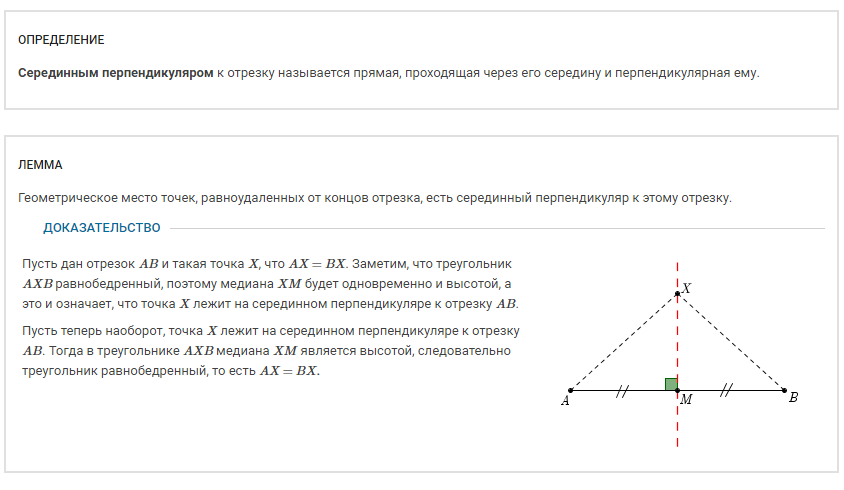 ОПРЕДЕЛЕНИЕ
Серединным перпендикуляром к отрезку называется прямая, проходящая через его середину и перпендикулярная ему.
ЛЕММА
Геометрическое место точек, равноудаленных от концов отрезка, есть серединный перпендикуляр к этому отрезку.
ДОКАЗАТЕЛЬСТВО
Пусть дан отрезок AB и такая точка X, что AX = BX. Заметим, что треугольник
AXB равнобедренный, поэтому медиана XM будет одновременно и высотой, а
это и означает, что точка X лежит на серединном перпендикуляре к отрезку AB.
Пусть теперь наоборот, точка X лежит на серединном перпендикуляре к отрезку
AB. Тогда в треугольнике AXB медиана XM является высотой, следовательно
треугольник равнобедренный, то есть AX = BX.
X
A
M
B